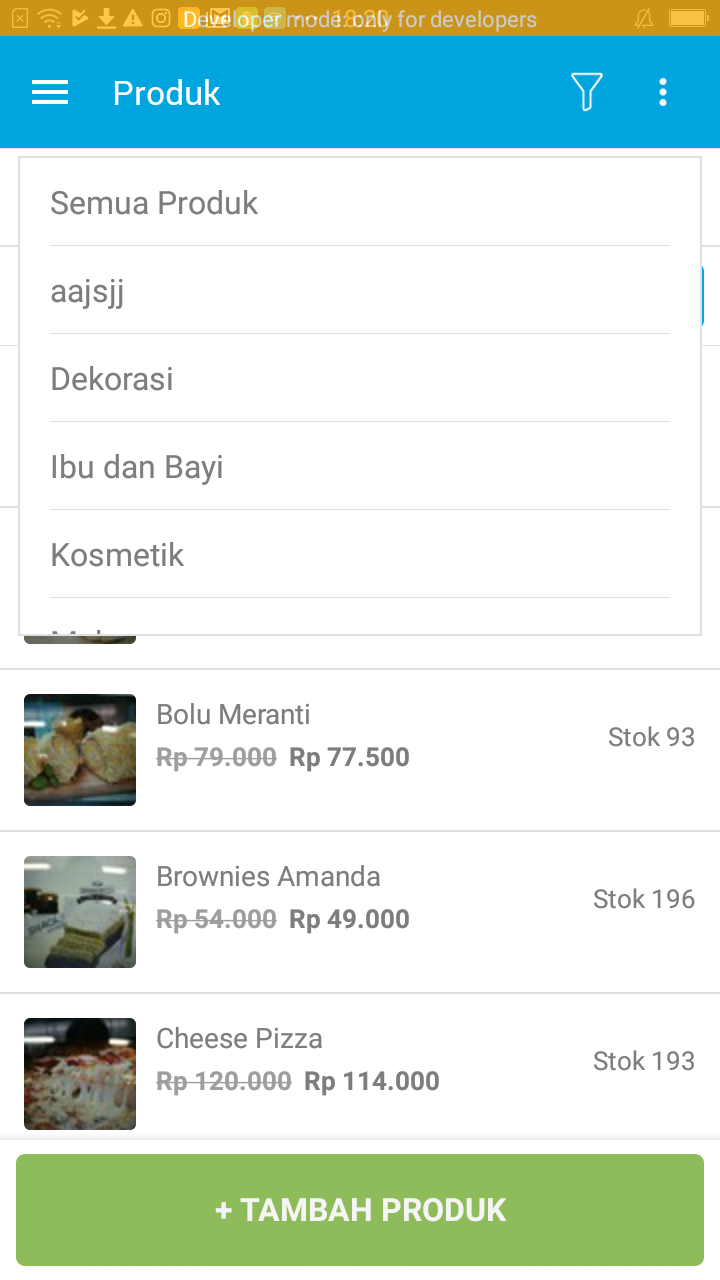 Developer mode: only for developers
Produk
Semua Produk
aajsjj
Dekorasi
Ibu dan Bayi
Kosmetik
Bolu Meranti
Rp 79.000 Rp 77.500
Stok 93
Brownies Amanda
Rp 54.000 Rp 49.000
Stok 196
Cheese Pizza
Rp 120.000 Rp 114.000
Stok 193
+ TAMBAH PRODUK